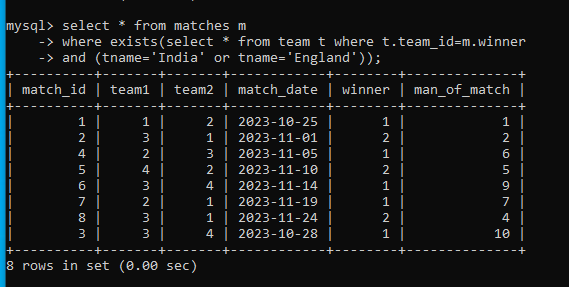 mysql> select * from matches m
    -> where exists(select * from team t where t.team_id=m.winner
    -> and (tname='India' or tname='England'));
+----------+-------+-------+------------+--------+--------------+
| match_id | team1 | team2 | match_date | winner | man_of_match |
+----------+-------+-------+------------+--------+--------------+
|        1 |     1 |     2 | 2023-10-25 |      1 |            1 |
|        2 |     3 |     1 | 2023-11-01 |      2 |            2 |
|        4 |     2 |     3 | 2023-11-05 |      1 |            6 |
|        5 |     4 |     2 | 2023-11-10 |      2 |            5 |
|        6 |     3 |     4 | 2023-11-14 |      1 |            9 |
|        7 |     2 |     1 | 2023-11-19 |      1 |            7 |
|        8 |     3 |     1 | 2023-11-24 |      2 |            4 |
|        3 |     3 |     4 | 2023-10-28 |      1 |           10 |
+----------+-------+-------+------------+--------+--------------+
8 rows in set (0.00 sec)